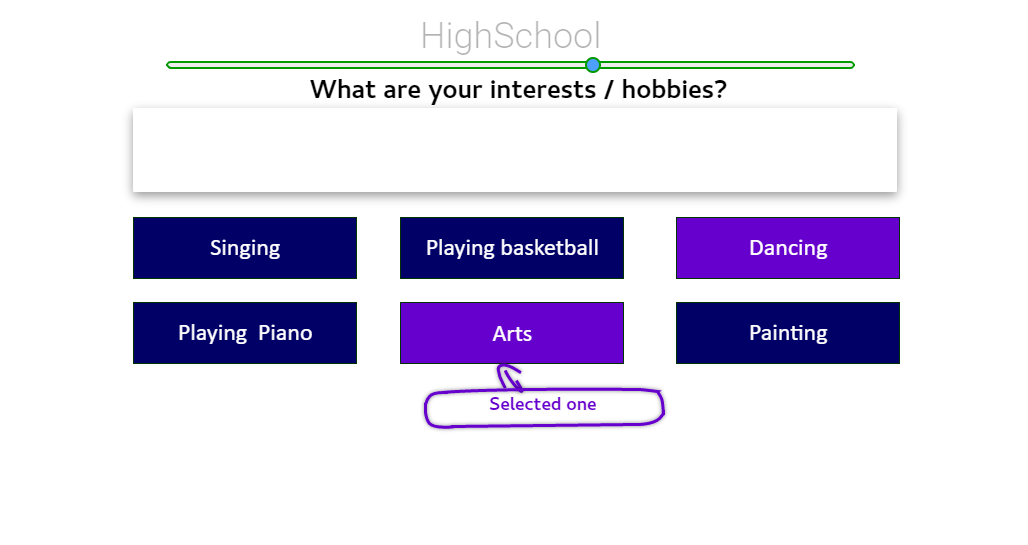 HighSchool
What are your interests / hobbies?
Singing
Playing basketball
Dancing
Playing  Piano
Arts
Painting
Selected one